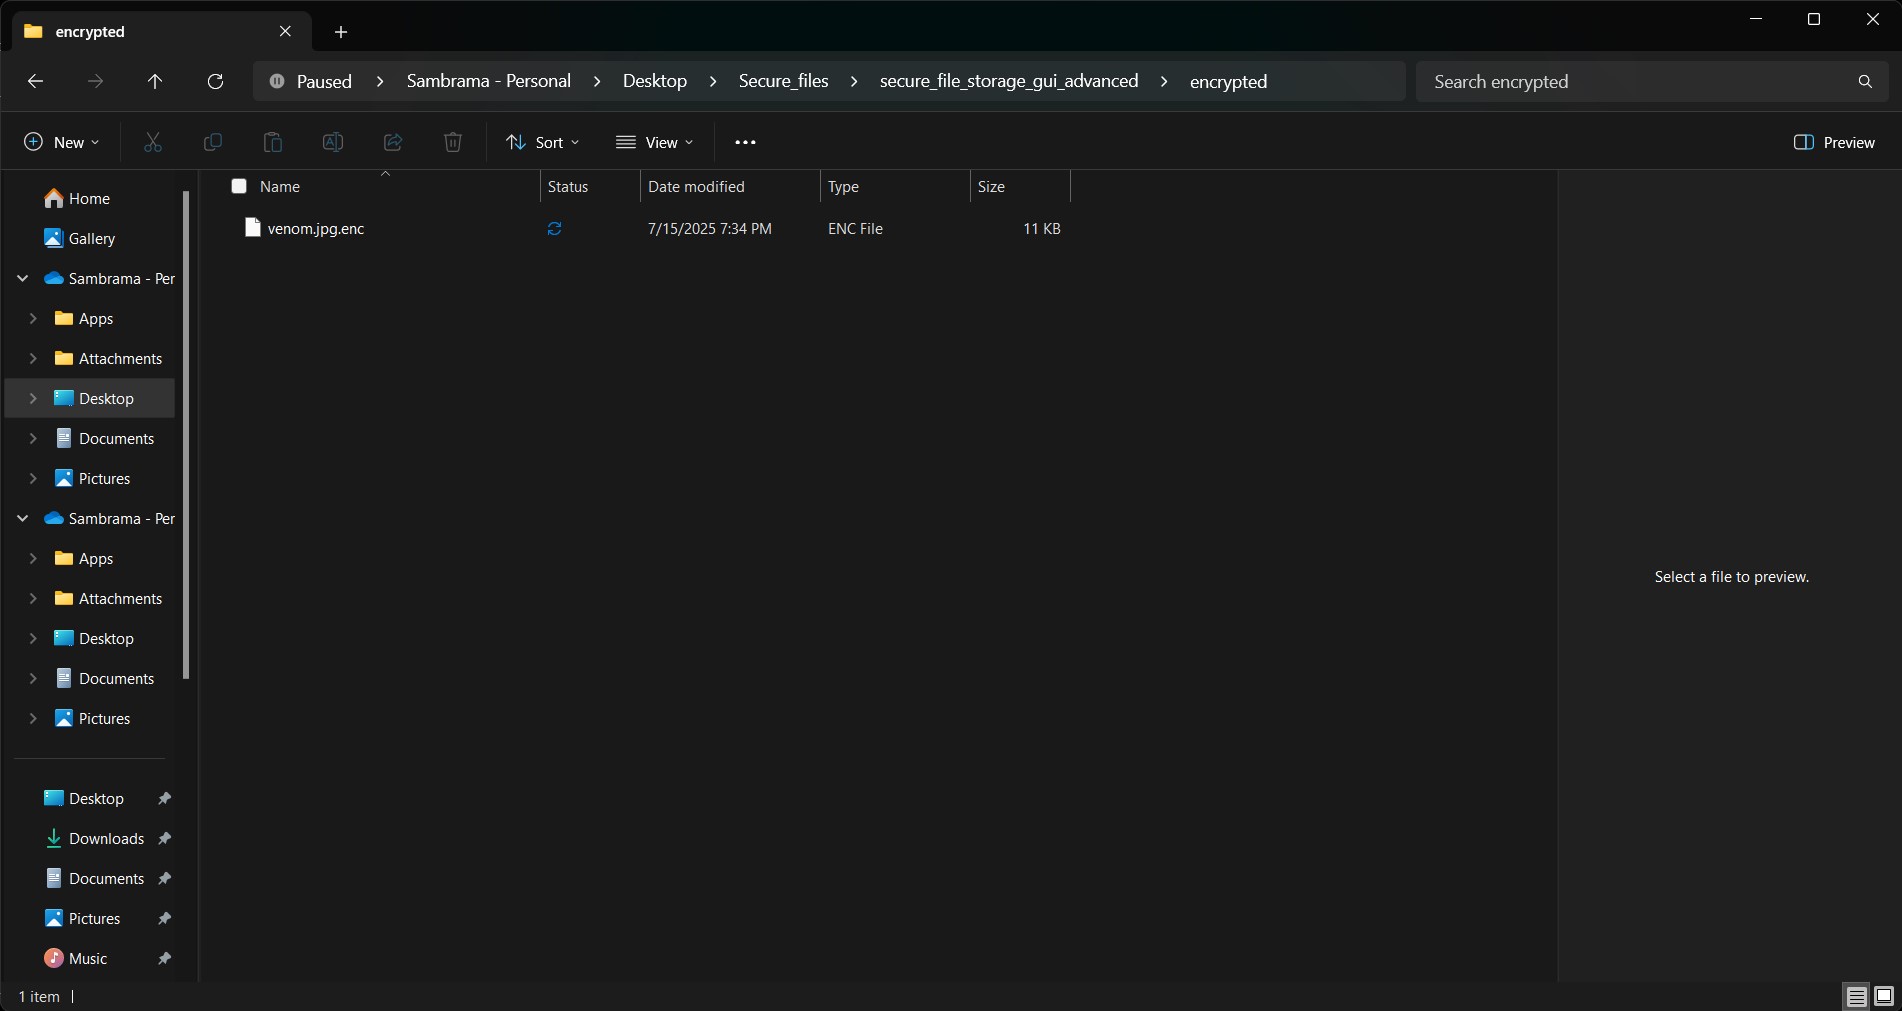 encrypted
Paused > Sambrama - Personal > Desktop > Secure_files > secure_file_storage_gui_advanced > encrypted
Search encrypted
New
Sort
View
Preview
Name Status Date modified Type Size
venom.jpg.enc 7/15/2025 7:34 PM ENC File 11 KB
Home
Gallery
Sambrama - Per
Apps
Attachments
Desktop
Documents
Pictures
Sambrama - Per
Apps
Attachments
Desktop
Documents
Pictures
Desktop
Downloads
Documents
Pictures
Music
Select a file to preview.
1 item